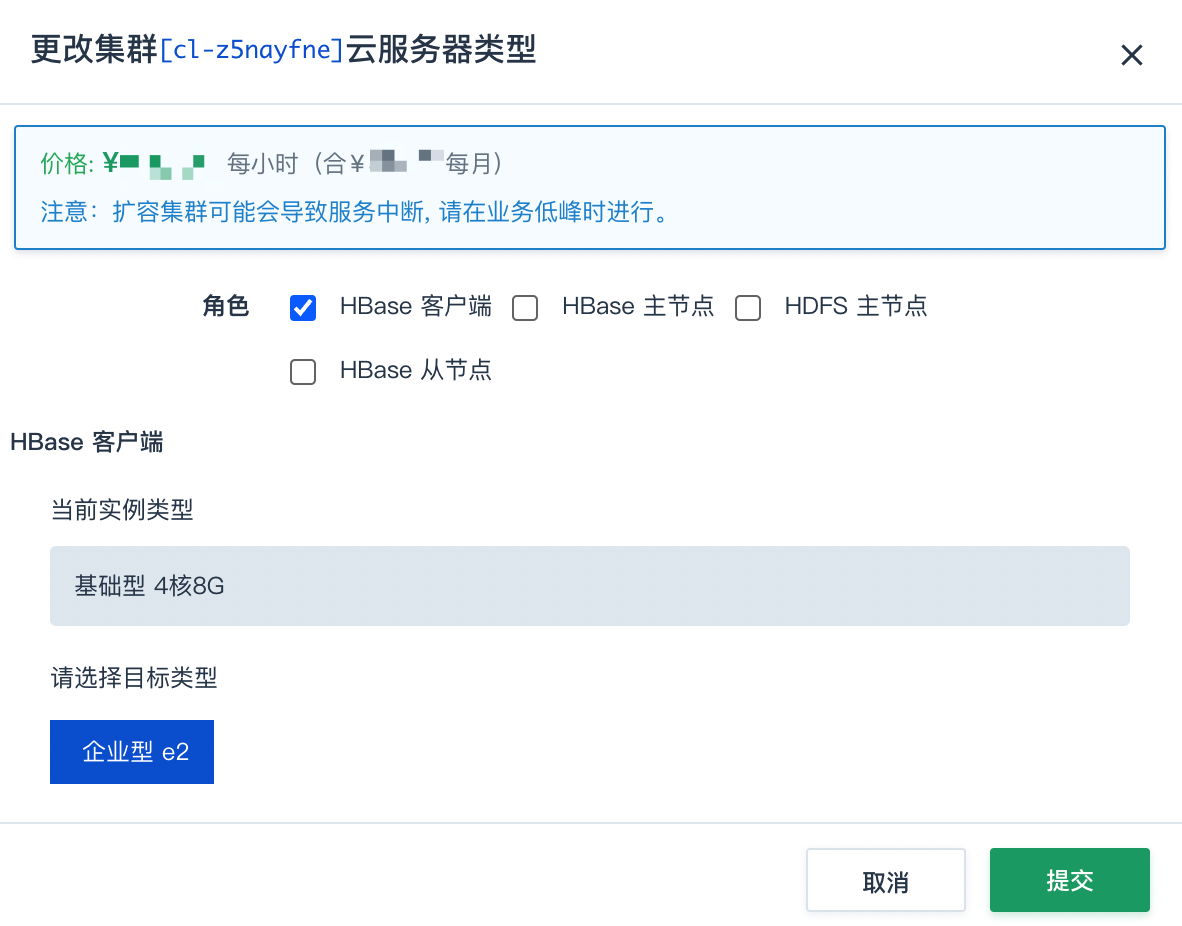 更改集群[cl-z5nayfne]云服务器类型
价格: ¥ 每小时（合¥ 每月）
注意：扩容集群可能会导致服务中断, 请在业务低峰时进行。
角色 HBase 客户端 HBase 主节点 HDFS 主节点
HBase 从节点
HBase 客户端
当前实例类型
基础型 4核8G
请选择目标类型
企业型 e2
取消 提交